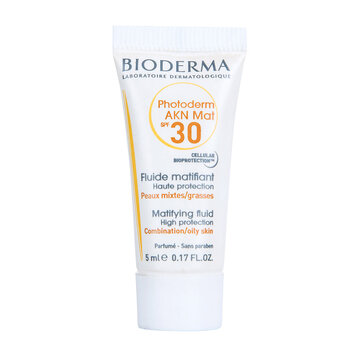 BIODERMA
LABORATOIRE DERMATOLOGIQUE
Photoderm
AKN Mat
SPF 30
CELLULAR
BIOPROTECTION™
Fluide matifiant
Haute protection
Peaux mixtes/grasses
Matifying fluid
High protection
Combination/oily skin
Parfumé - Sans paraben
5 ml e 0.17 FL.OZ.